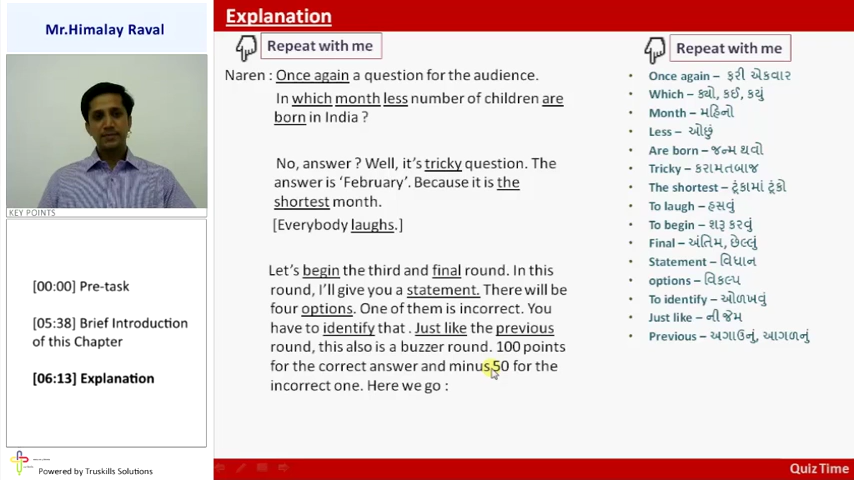 Mr.Himalay Raval
KEY POINTS
[00:00] Pre-task
[05:38] Brief Introduction
of this Chapter
[06:13] Explanation
Powered by Truskills Solutions
Explanation
Repeat with me
Naren : Once again a question for the audience.
In which month less number of children are
born in India ?
No, answer ? Well, it's tricky question. The
answer is 'February'. Because it is the
shortest month.
[Everybody laughs.]
Let's begin the third and final round. In this
round, I'll give you a statement. There will be
four options. One of them is incorrect. You
have to identify that . Just like the previous
round, this also is a buzzer round. 100 points
for the correct answer and minus 50 for the
incorrect one. Here we go :
Repeat with me
• Once again – ફરી એકવાર
• Which – ક્યો, કઈ, કયું
• Month – મહિનો
• Less – ઓછું
• Are born – જન્મ થવો
• Tricky – કરામતબાજ
• The shortest – ટૂંકામાં ટૂંકો
• To laugh – હસવું
• To begin – શરૂ કરવું
• Final – અંતિમ, છેલ્લું
• Statement – વિધાન
• options – વિકલ્પ
• To identify – ઓળખવું
• Just like – ની જેમ
• Previous – અગાઉનું, આગળનું
Quiz Time